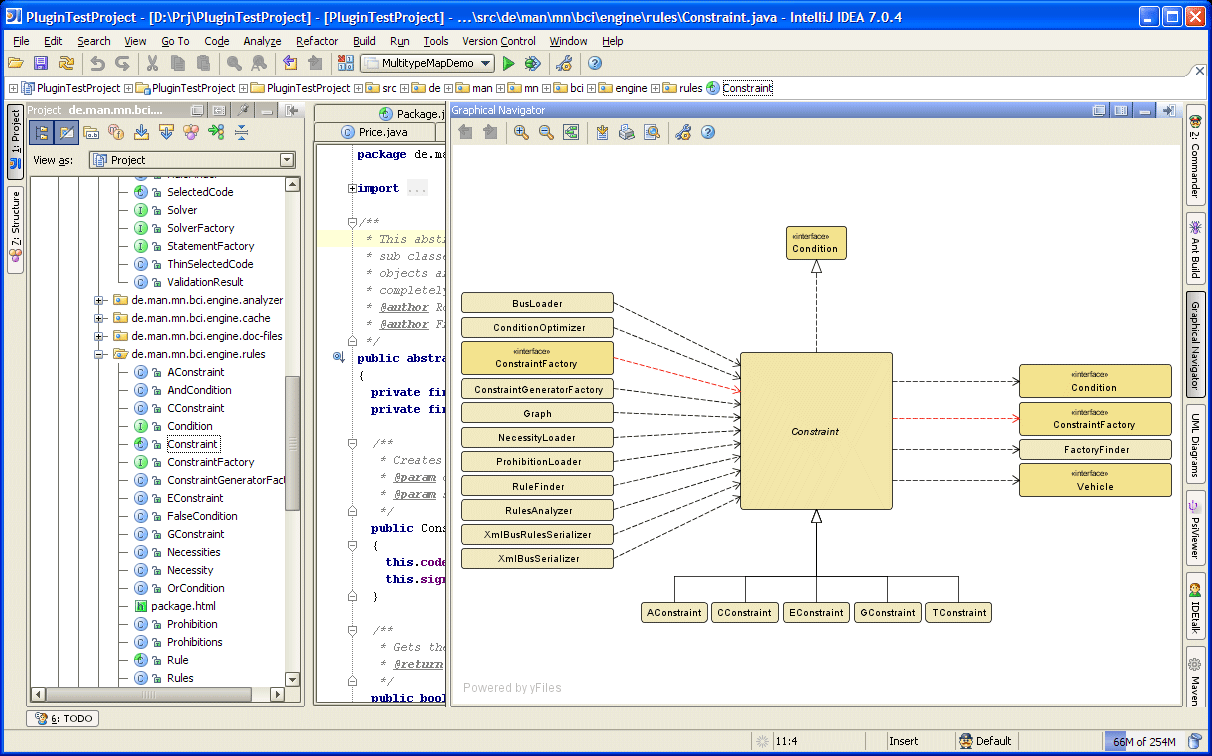 PluginTestProject - [D:\Prj\PluginTestProject] - [PluginTestProject] - ...\src\de\man\mn\bci\engine\rules\Constraint.java - IntelliJ IDEA 7.0.4
File Edit Search View Go To Code Analyze Refactor Build Run Tools Version Control Window Help
MultitypeMapDemo
PluginTestProject PluginTestProject PluginTestProject src de man mn bci engine rules Constraint
1: Project
7: Structure
Project de.man.mn.bci....
View as: Project
SelectedCode
Solver
SolverFactory
StatementFactory
ThinSelectedCode
ValidationResult
de.man.mn.bci.engine.analyzer
de.man.mn.bci.engine.cache
de.man.mn.bci.engine.doc-files
de.man.mn.bci.engine.rules
AConstraint
AndCondition
CConstraint
Condition
Constraint
ConstraintFactory
ConstraintGeneratorFact
EConstraint
FalseCondition
GConstraint
Necessities
Necessity
OrCondition
package.html
Prohibition
Prohibitions
Rule
Rules
Package.j
Price.java
package de.ma
import ...
/**
* This abst
* sub classe
* objects a
* completely
* @author R
* @author F
*/
public abstra
{
private fin
private fin
/**
* Creates
* @param
* @param s
*/
public Cons
{
this.code
this.sign
}
/**
* Gets the
* @return
*/
public bool
Graphical Navigator
«interface»
Condition
BusLoader
ConditionOptimizer
«interface»
ConstraintFactory
ConstraintGeneratorFactory
Graph
NecessityLoader
ProhibitionLoader
RuleFinder
RulesAnalyzer
XmlBusRulesSerializer
XmlBusSerializer
Constraint
«interface»
Condition
«interface»
ConstraintFactory
FactoryFinder
«interface»
Vehicle
AConstraint CConstraint EConstraint GConstraint TConstraint
Powered by yFiles
2: Commander
Ant Build
Graphical Navigator
UML Diagrams
PsiViewer
IDEtalk
Maven
6: TODO
11:4 Insert Default 66M of 254M